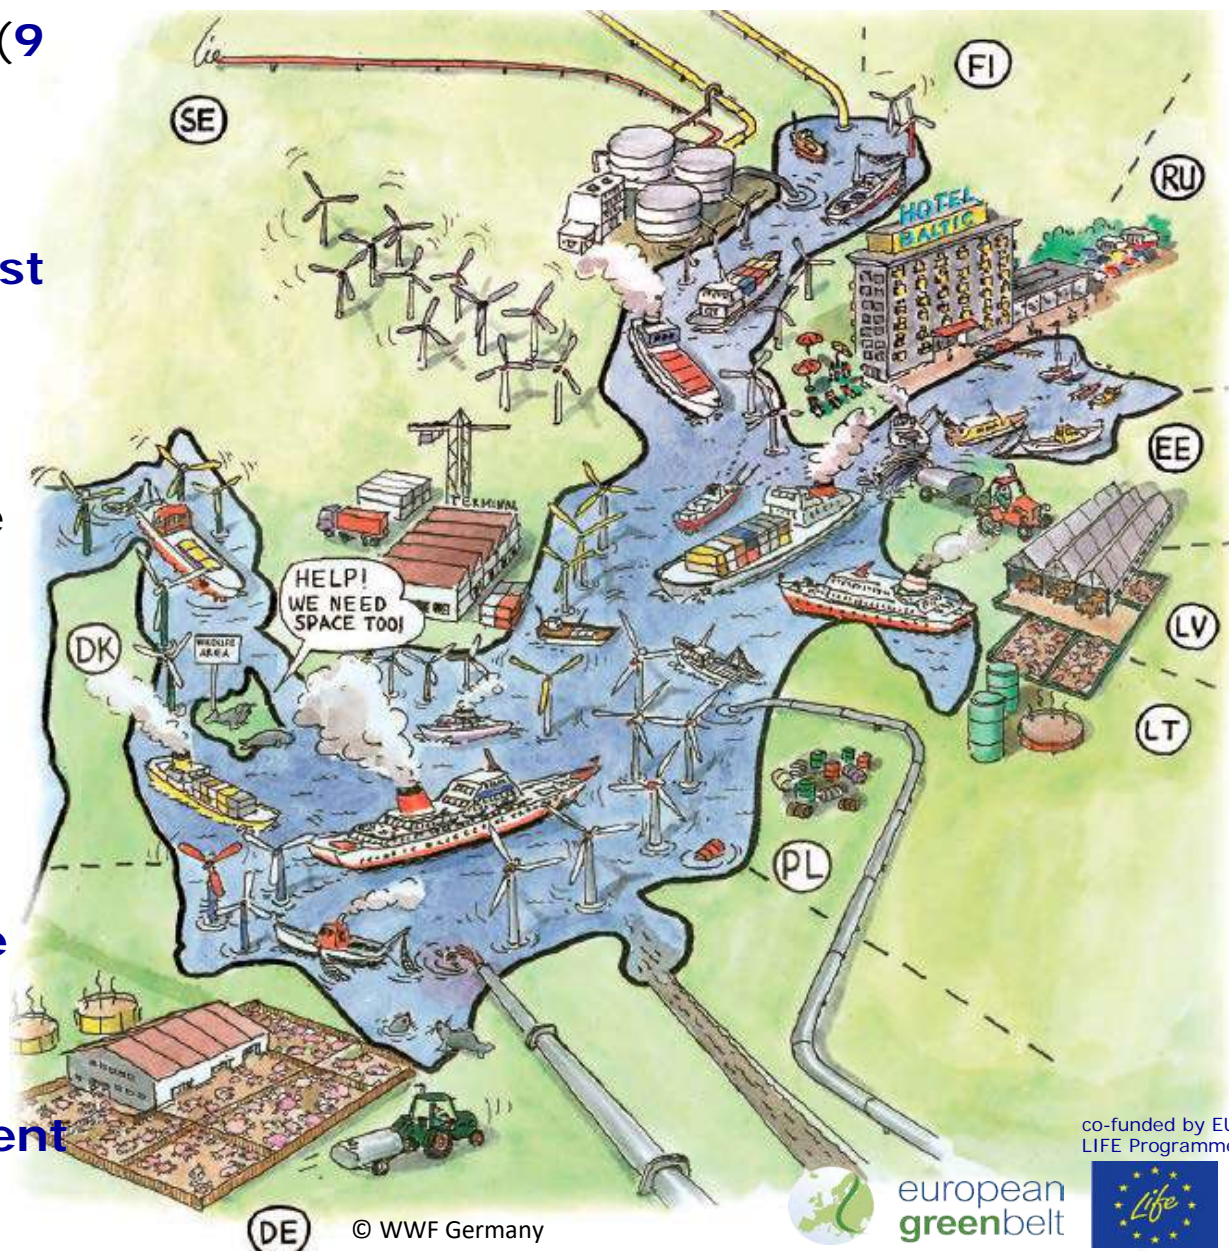 (9
FI
SE
RU
HOTEL
BALTIC
st
EE
e
TERMINAL
HELP!
WE NEED
SPACE TOO!
DK
WILDLIFE
AREA
LV
LT
PL
e
ent
co-funded by EU
LIFE Programme
european
greenbelt
Life
DE
© WWF Germany